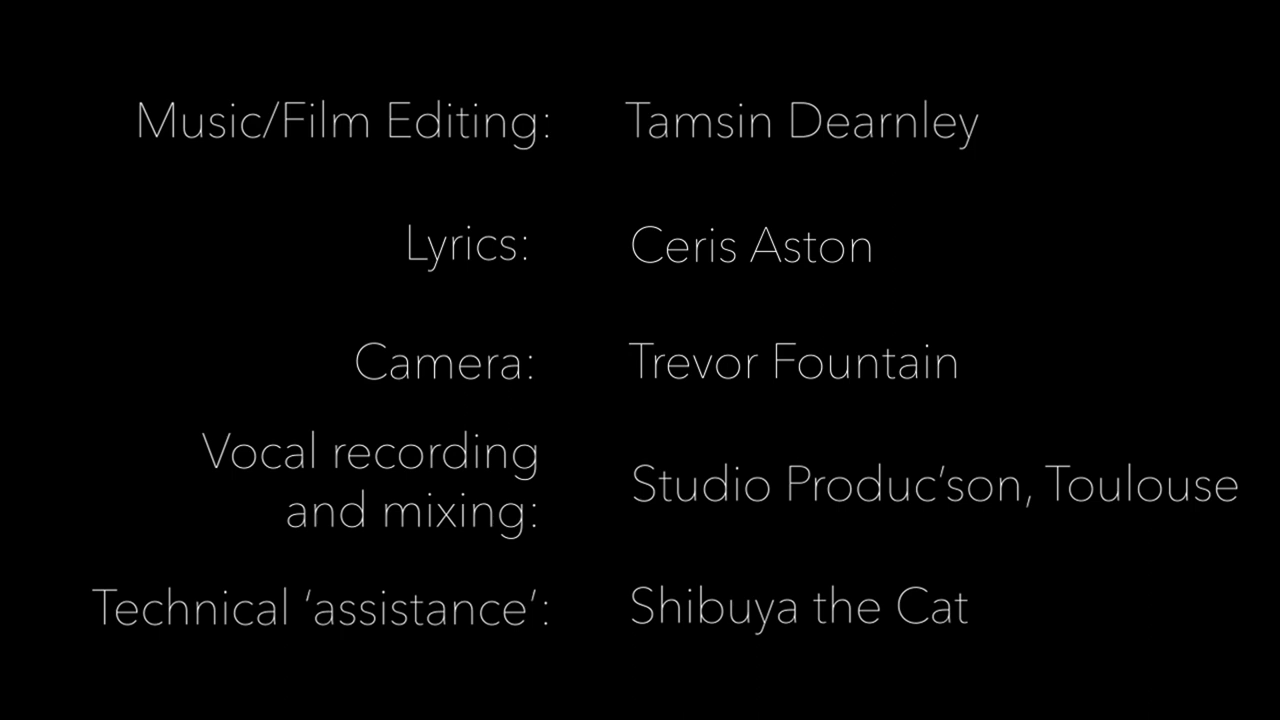 Music/Film Editing: Tamsin Dearnley
Lyrics: Ceris Aston
Camera: Trevor Fountain
Vocal recording
and mixing: Studio Produc’son, Toulouse
Technical ‘assistance’: Shibuya the Cat